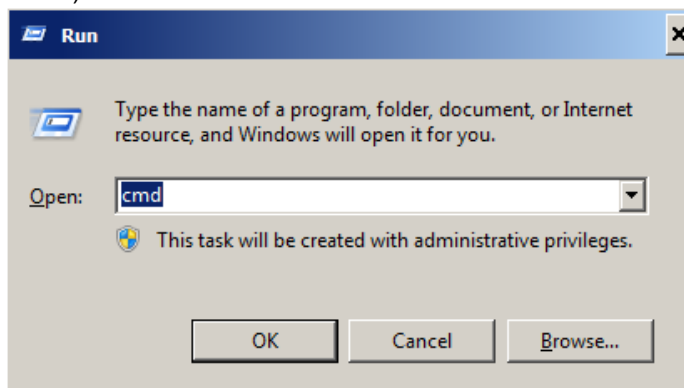 Run
Type the name of a program, folder, document, or Internet
resource, and Windows will open it for you.
Open: cmd
This task will be created with administrative privileges.
OK Cancel Browse...